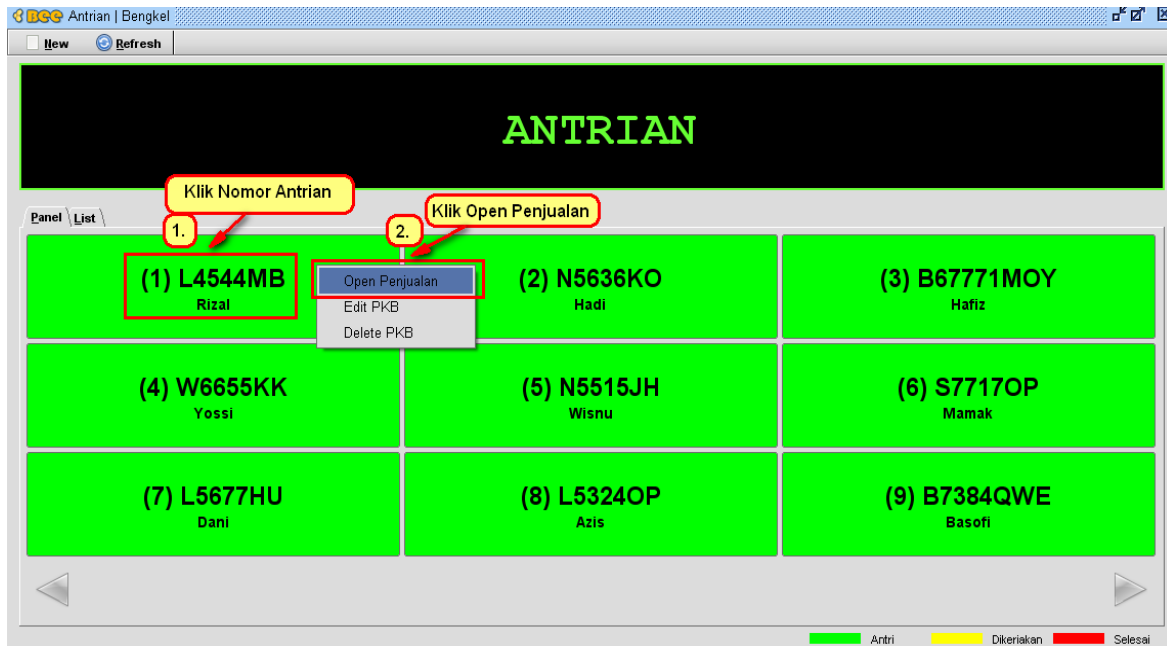 Bee Antrian | Bengkel
New Refresh
ANTRIAN
Klik Nomor Antrian
Klik Open Penjualan
Panel List
1.
2.
(1) L4544MB
Rizal
Open Penjualan
Edit PKB
Delete PKB
(2) N5636KO
Hadi
(3) B67771MOY
Hafiz
(4) W6655KK
Yossi
(5) N5515JH
Wisnu
(6) S7717OP
Mamak
(7) L5677HU
Dani
(8) L5324OP
Azis
(9) B7384QWE
Basofi
Antri Dikerjakan Selesai